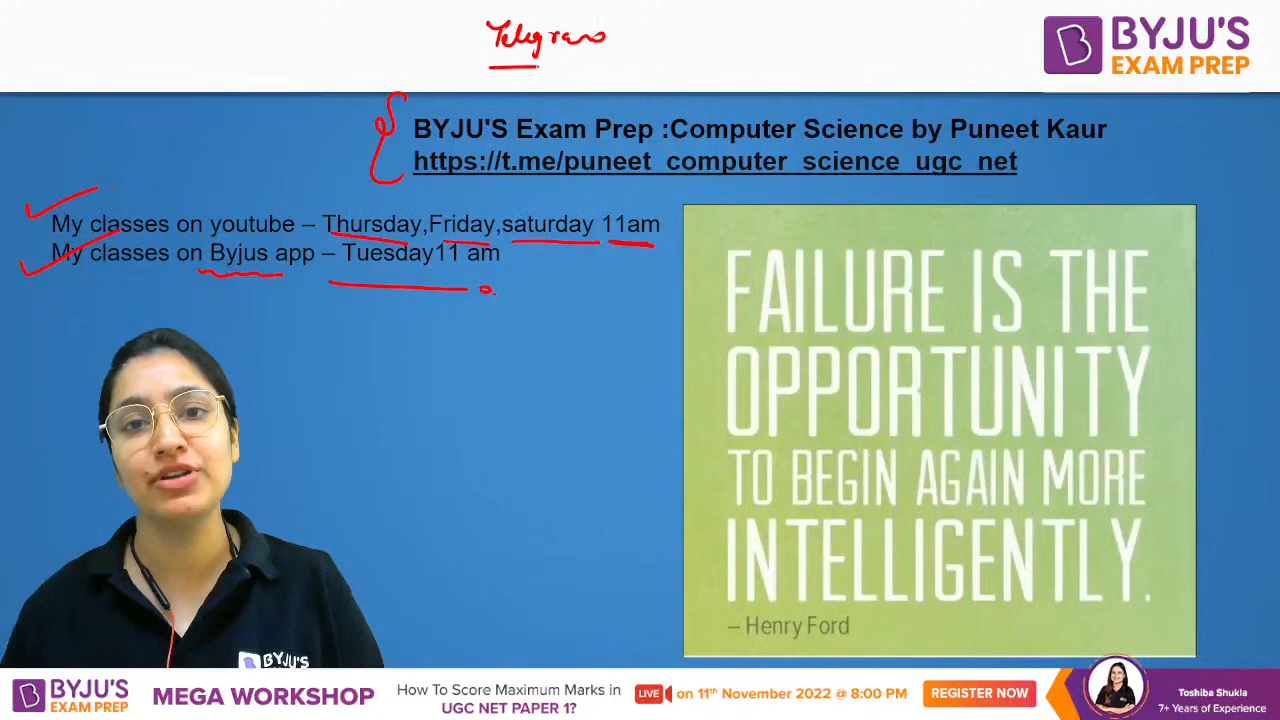 Telegram
BYJU'S
EXAM PREP
BYJU'S Exam Prep :Computer Science by Puneet Kaur
https://t.me/puneet_computer_science_ugc_net
My classes on youtube – Thursday,Friday,saturday 11am
My classes on Byjus app – Tuesday11 am
FAILURE IS THE
OPPORTUNITY
TO BEGIN AGAIN MORE
INTELLIGENTLY.
– Henry Ford
BYJU'S
BYJU'S
EXAM PREP
MEGA WORKSHOP
How To Score Maximum Marks in
UGC NET PAPER 1?
LIVE
on 11th November 2022 @ 8:00 PM
REGISTER NOW
Toshiba Shukla
7+ Years of Experience